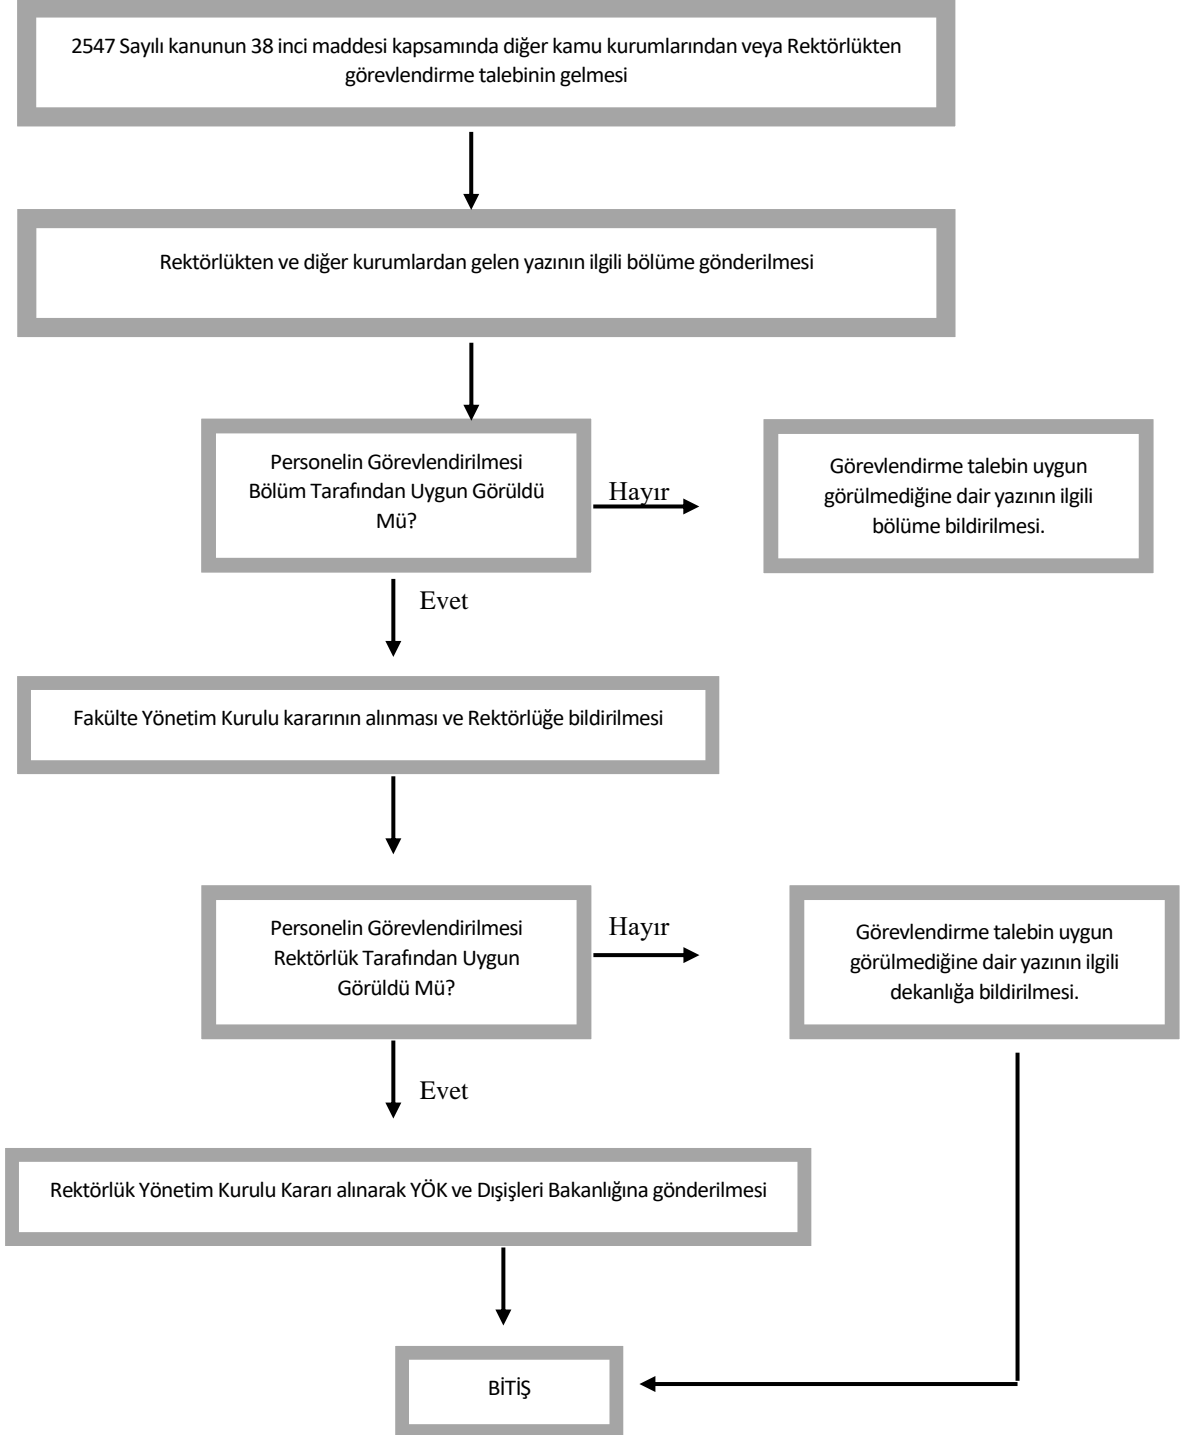 2547 Sayılı kanunun 38 inci maddesi kapsamında diğer kamu kurumlarından veya Rektörlükten
görevlendirme talebinin gelmesi
Rektörlükten ve diğer kurumlardan gelen yazının ilgili bölüme gönderilmesi
Personelin Görevlendirilmesi
Bölüm Tarafından Uygun Görüldü
Mü?
Hayır
Görevlendirme talebin uygun
görülmediğine dair yazının ilgili
bölüme bildirilmesi.
Evet
Fakülte Yönetim Kurulu kararının alınması ve Rektörlüğe bildirilmesi
Personelin Görevlendirilmesi
Rektörlük Tarafından Uygun
Görüldü Mü?
Hayır
Görevlendirme talebin uygun
görülmediğine dair yazının ilgili
dekanlığa bildirilmesi.
Evet
Rektörlük Yönetim Kurulu Kararı alınarak YÖK ve Dışişleri Bakanlığına gönderilmesi
BİTİŞ